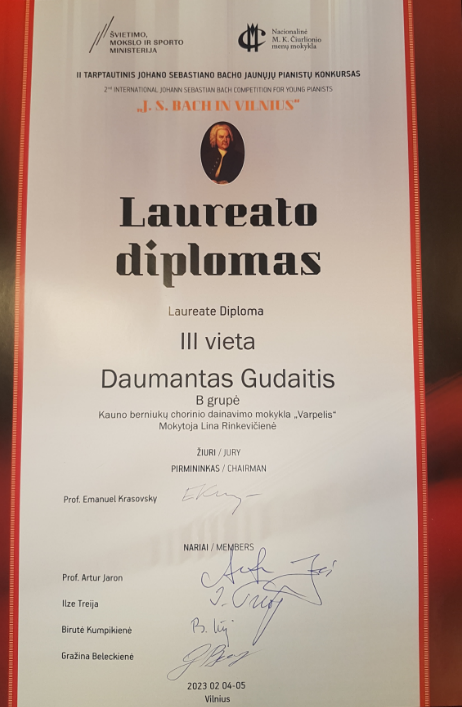 ŠVIETIMO,
MOKSLO IR SPORTO
MINISTERIJA
Nacionalinė
M. K. Čiurlionio
menų mokykla
II TARPTAUTINIS JOHANO SEBASTIANO BACHO JAUNŲJŲ PIANISTŲ KONKURSAS
2ND INTERNATIONAL JOHANN SEBASTIAN BACH COMPETITION FOR YOUNG PIANISTS
„J. S. BACH IN VILNIUS"
Laureato
diplomas
Laureate Diploma
III vieta
Daumantas Gudaitis
B grupė
Kauno berniukų chorinio dainavimo mokykla „Varpelis"
Mokytoja Lina Rinkevičienė
ŽIURI / JURY
PIRMININKAS / CHAIRMAN
Prof. Emanuel Krasovsky
NARIAI / MEMBERS
Prof. Artur Jaron
Ilze Treija
Birutė Kumpikienė
Gražina Beleckienė
2023 02 04-05
Vilnius